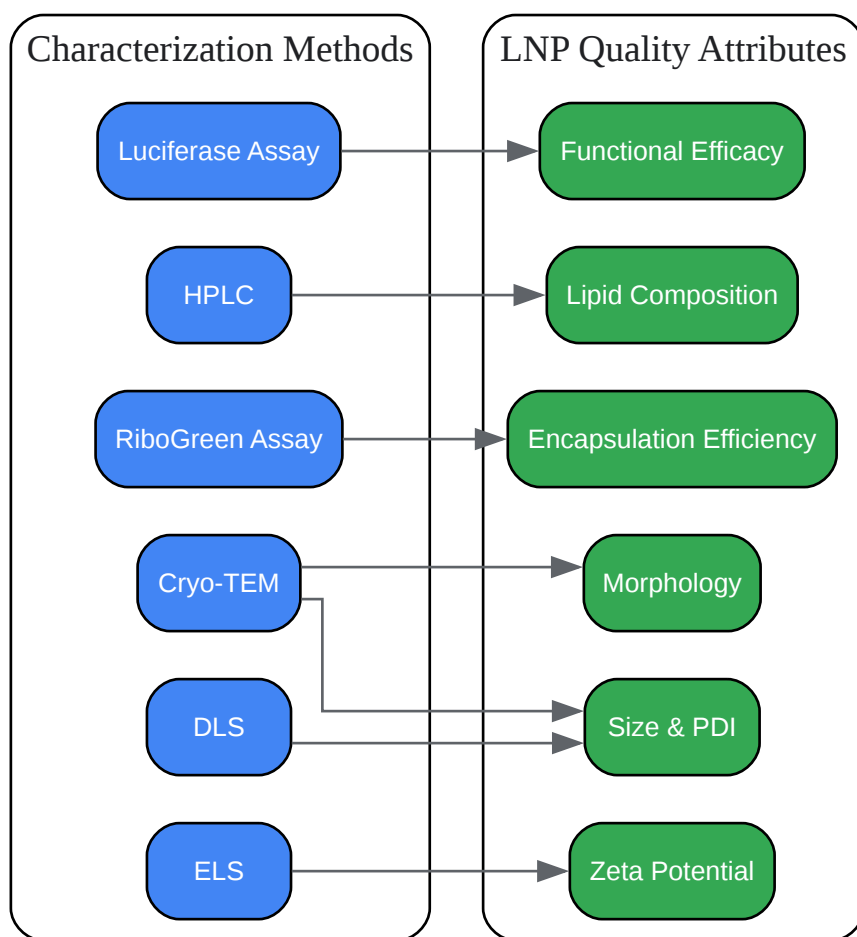 Characterization Methods
LNP Quality Attributes
Luciferase Assay
Functional Efficacy
HPLC
Lipid Composition
RiboGreen Assay
Encapsulation Efficiency
Cryo-TEM
Morphology
DLS
Size & PDI
ELS
Zeta Potential